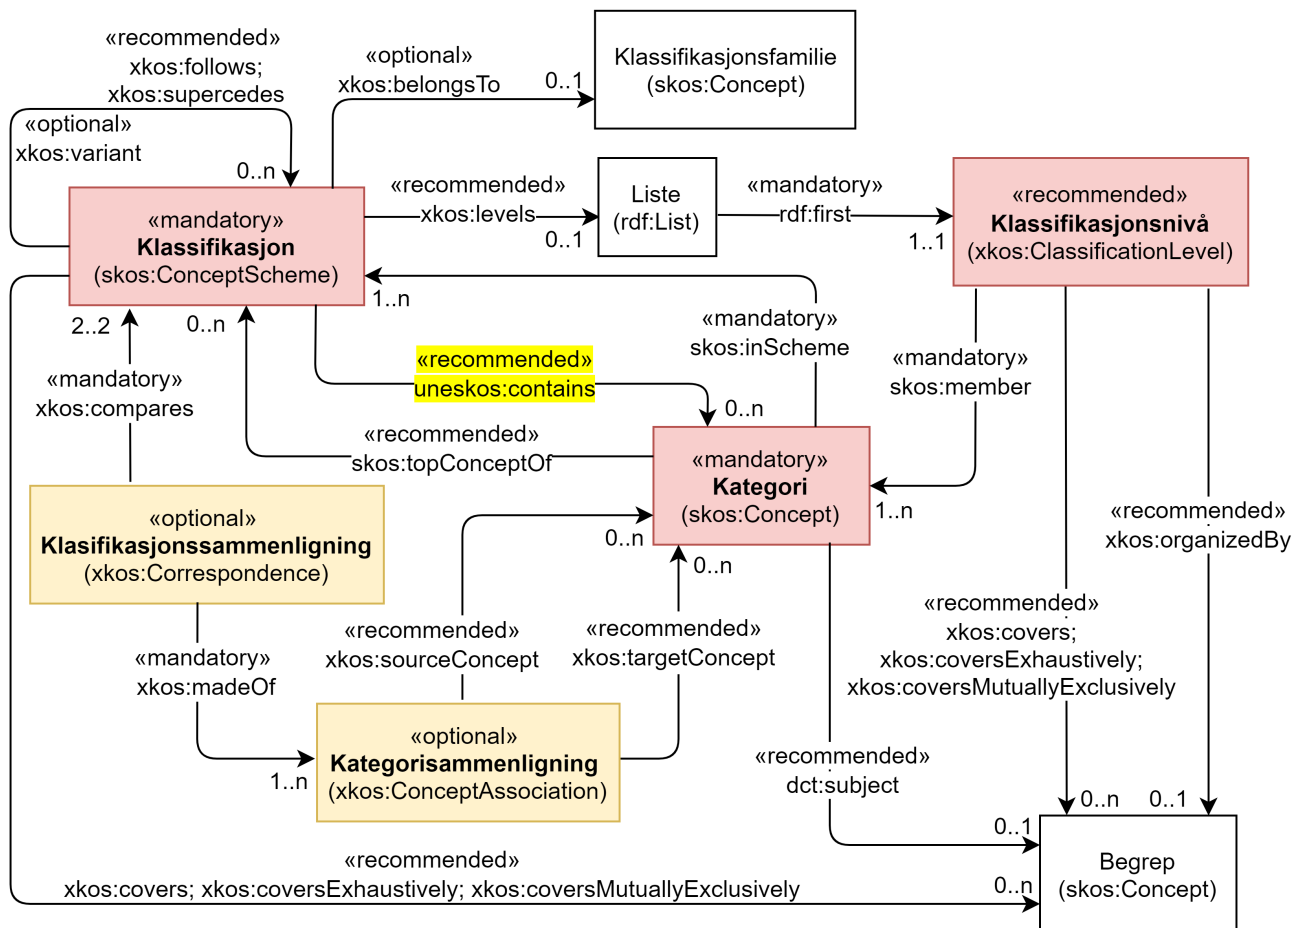 «recommended»
xkos:follows;
xkos:supercedes
«optional»
xkos:variant
0..n
«optional»
xkos:belongsTo
0..1
Klassifikasjonsfamilie
(skos:Concept)
«mandatory»
Klassifikasjon
(skos:ConceptScheme)
«recommended»
xkos:levels
0..1
Liste
(rdf:List)
«mandatory»
rdf:first
1..1
«recommended»
Klassifikasjonsnivå
(xkos:ClassificationLevel)
2..2
0..n
1..n
«mandatory»
skos:inScheme
«mandatory»
skos:member
«recommended»
uneskos:contains
0..n
«mandatory»
xkos:compares
«recommended»
skos:topConceptOf
«mandatory»
Kategori
(skos:Concept)
1..n
«optional»
Klasifikasjonssammenligning
(xkos:Correspondence)
0..n
0..n
«recommended»
xkos:organizedBy
«mandatory»
xkos:madeOf
«recommended»
xkos:sourceConcept
«recommended»
xkos:targetConcept
«recommended»
xkos:covers;
xkos:coversExhaustively;
xkos:coversMutuallyExclusively
1..n
«optional»
Kategorisammenligning
(xkos:ConceptAssociation)
«recommended»
dct:subject
0..n
0..1
0..1
Begrep
(skos:Concept)
«recommended»
xkos:covers; xkos:coversExhaustively; xkos:coversMutuallyExclusively
0..n